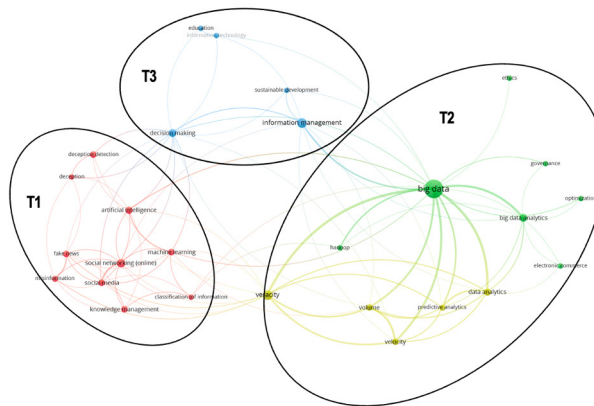 education
information technology
T3
sustainable development
information management
decision making
T1
deception detection
deception
artificial intelligence
fake news
social networking (online)
machine learning
misinformation
social media
classification of information
knowledge management
T2
ethics
big data
governance
optimization
big data analytics
hadoop
electronic commerce
veracity
data analytics
volume
predictive analytics
velocity